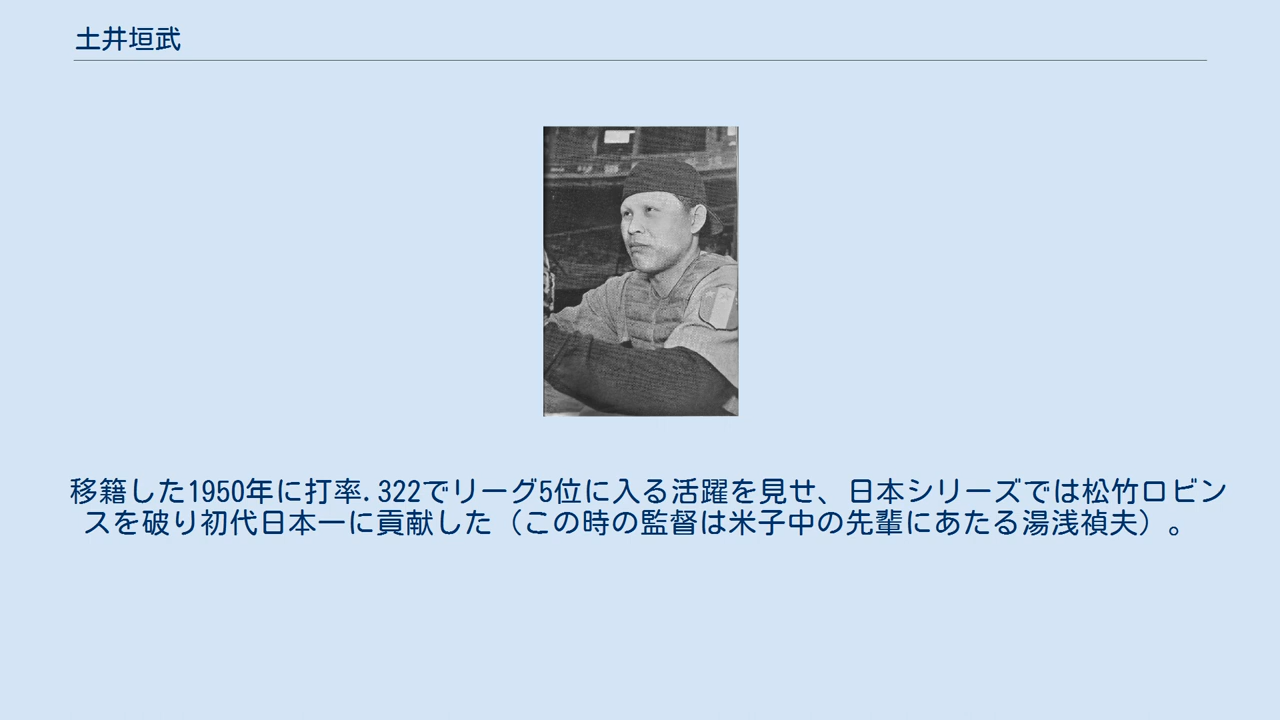 土井垣武
移籍した1950年に打率.322でリーグ5位に入る活躍を見せ、日本シリーズでは松竹ロビン
スを破り初代日本一に貢献した（この時の監督は米子中の先輩にあたる湯浅禎夫）。